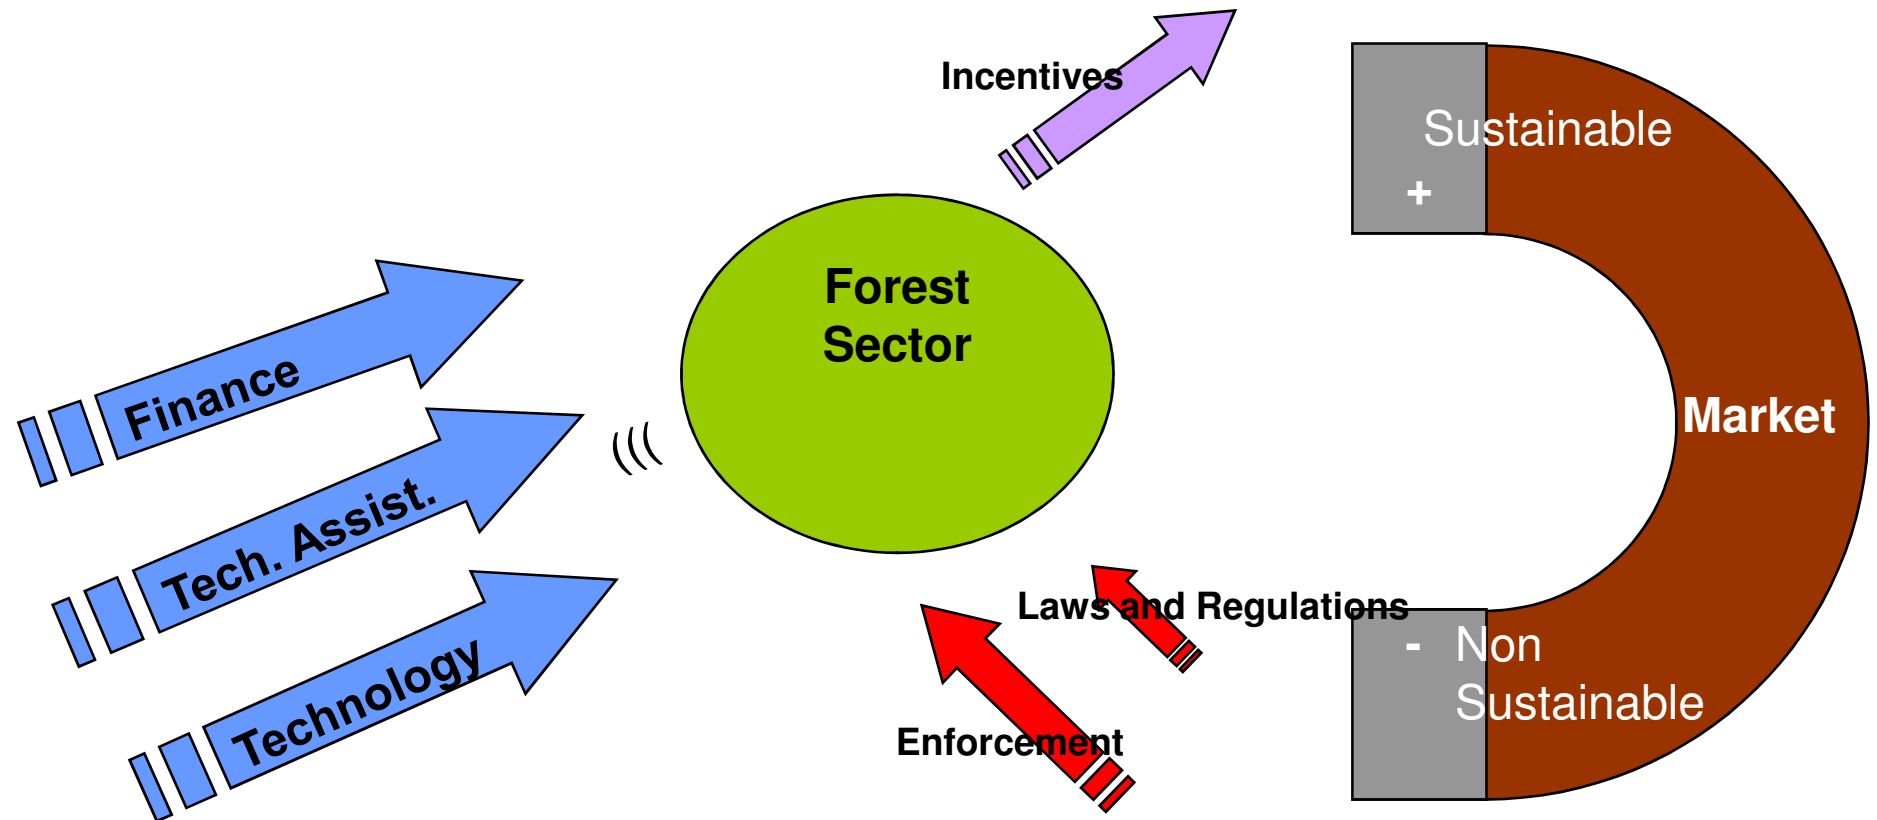 Incentives
Sustainable
+
Forest
Sector
Finance
Market
Tech. Assist.
Laws and Regulations
- Non
Sustainable
Technology
Enforcement